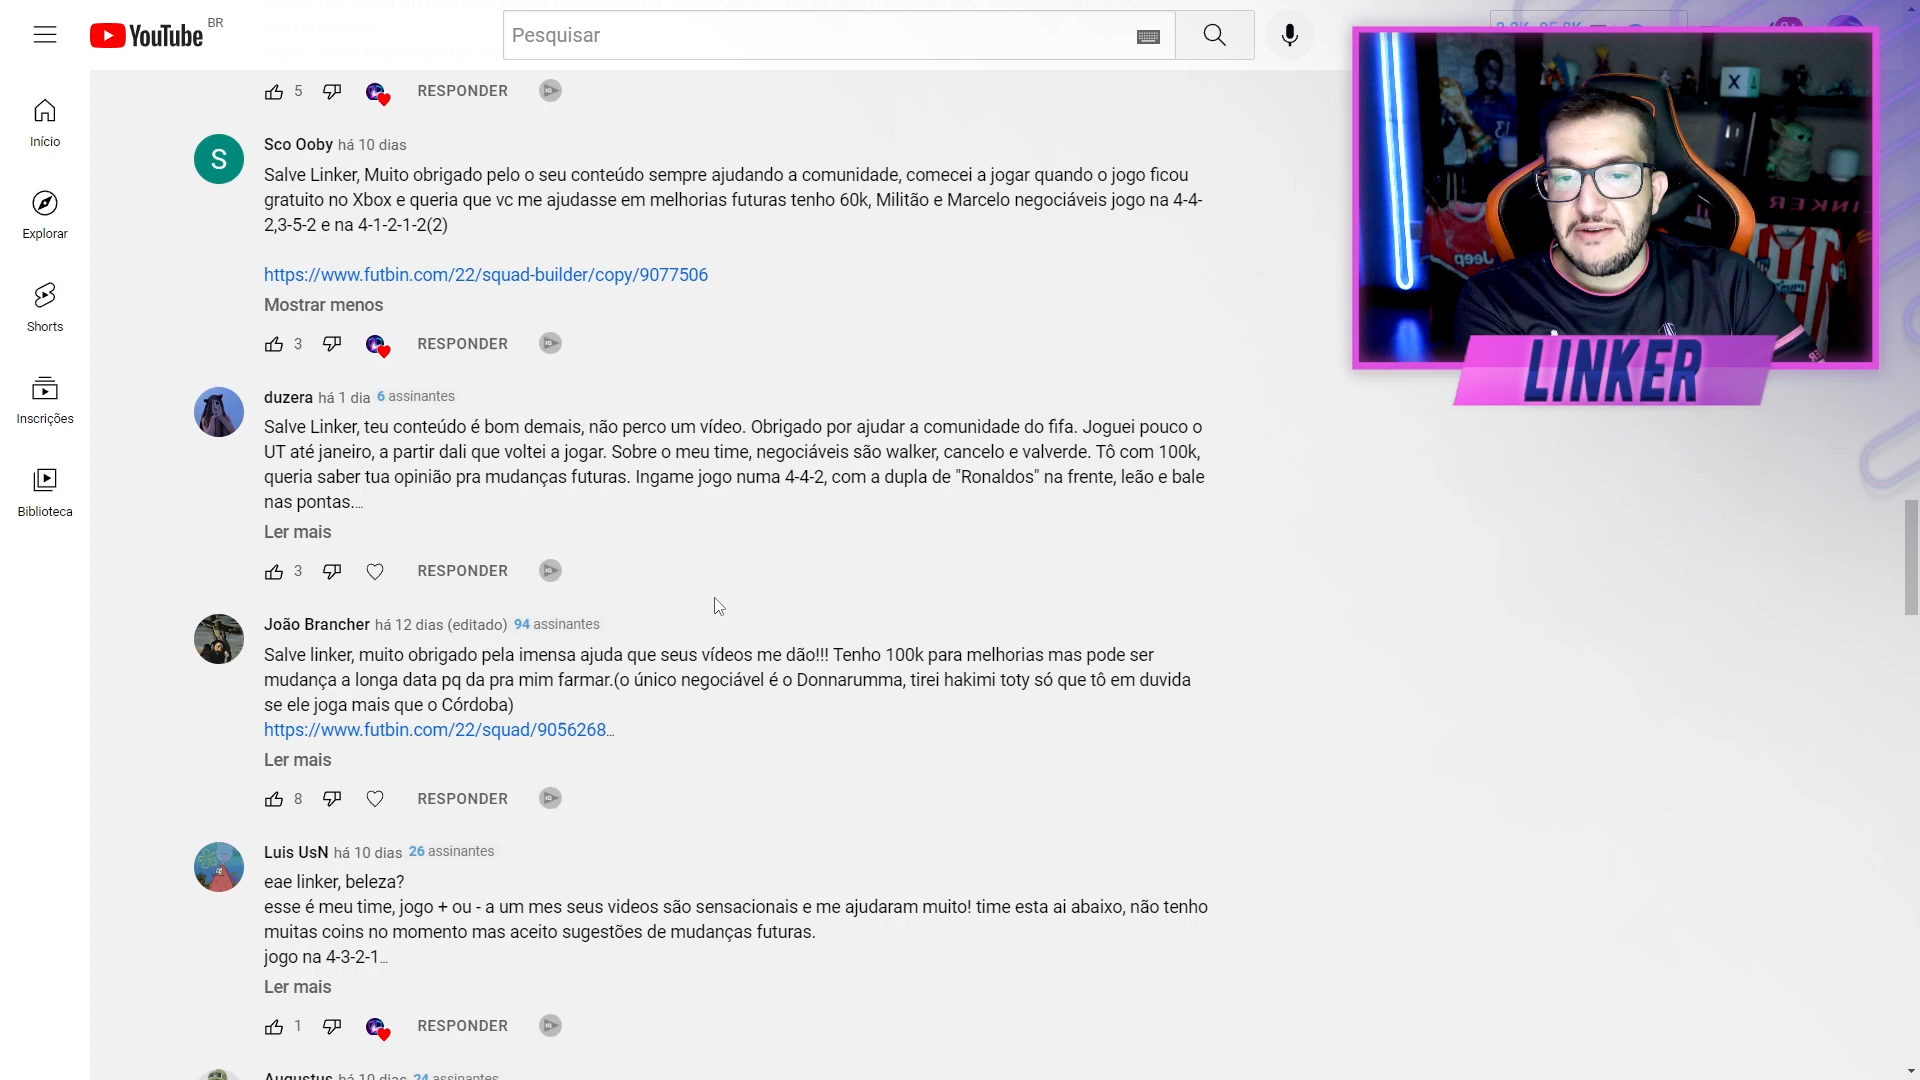 YouTube BR
Pesquisar
Início
Explorar
Shorts
Inscrições
Biblioteca
5 RESPONDER
S
Sco Ooby há 10 dias
Salve Linker, Muito obrigado pelo o seu conteúdo sempre ajudando a comunidade, comecei a jogar quando o jogo ficou
gratuito no Xbox e queria que vc me ajudasse em melhorias futuras tenho 60k, Militão e Marcelo negociáveis jogo na 4-4-
2,3-5-2 e na 4-1-2-1-2(2)
https://www.futbin.com/22/squad-builder/copy/9077506
Mostrar menos
3 RESPONDER
duzera há 1 dia 6 assinantes
Salve Linker, teu conteúdo é bom demais, não perco um vídeo. Obrigado por ajudar a comunidade do fifa. Joguei pouco o
UT até janeiro, a partir dali que voltei a jogar. Sobre o meu time, negociáveis são walker, cancelo e valverde. Tô com 100k,
queria saber tua opinião pra mudanças futuras. Ingame jogo numa 4-4-2, com a dupla de "Ronaldos" na frente, leão e bale
nas pontas...
Ler mais
3 RESPONDER
João Brancher há 12 dias (editado) 94 assinantes
Salve linker, muito obrigado pela imensa ajuda que seus vídeos me dão!!! Tenho 100k para melhorias mas pode ser
mudança a longa data pq da pra mim farmar.(o único negociável é o Donnarumma, tirei hakimi toty só que tô em duvida
se ele joga mais que o Córdoba)
https://www.futbin.com/22/squad/9056268...
Ler mais
8 RESPONDER
Luis UsN há 10 dias 26 assinantes
eae linker, beleza?
esse é meu time, jogo + ou - a um mes seus videos são sensacionais e me ajudaram muito! time esta ai abaixo, não tenho
muitas coins no momento mas aceito sugestões de mudanças futuras.
jogo na 4-3-2-1...
Ler mais
1 RESPONDER
Augustus há 10 dias 24 assinantes
X
Jeep
LINKER
LINKER